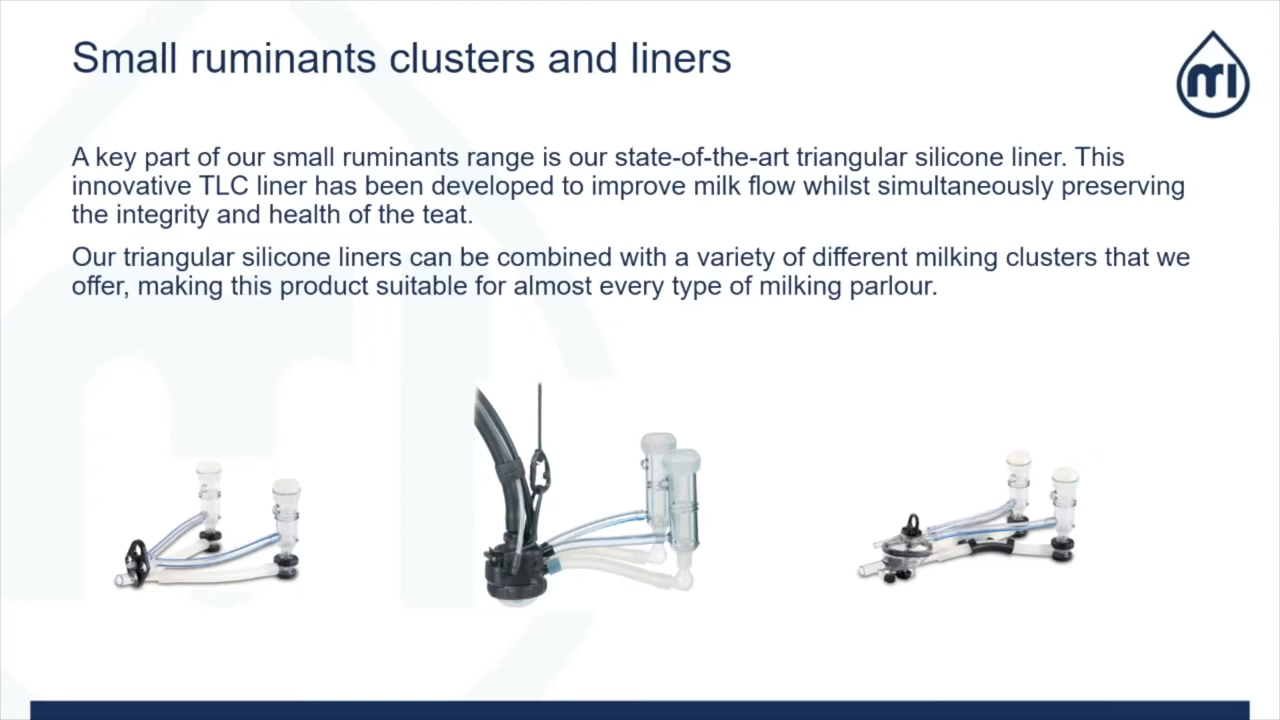 Small ruminants clusters and liners
mi
A key part of our small ruminants range is our state-of-the-art triangular silicone liner. This
innovative TLC liner has been developed to improve milk flow whilst simultaneously preserving
the integrity and health of the teat.
Our triangular silicone liners can be combined with a variety of different milking clusters that we
offer, making this product suitable for almost every type of milking parlour.